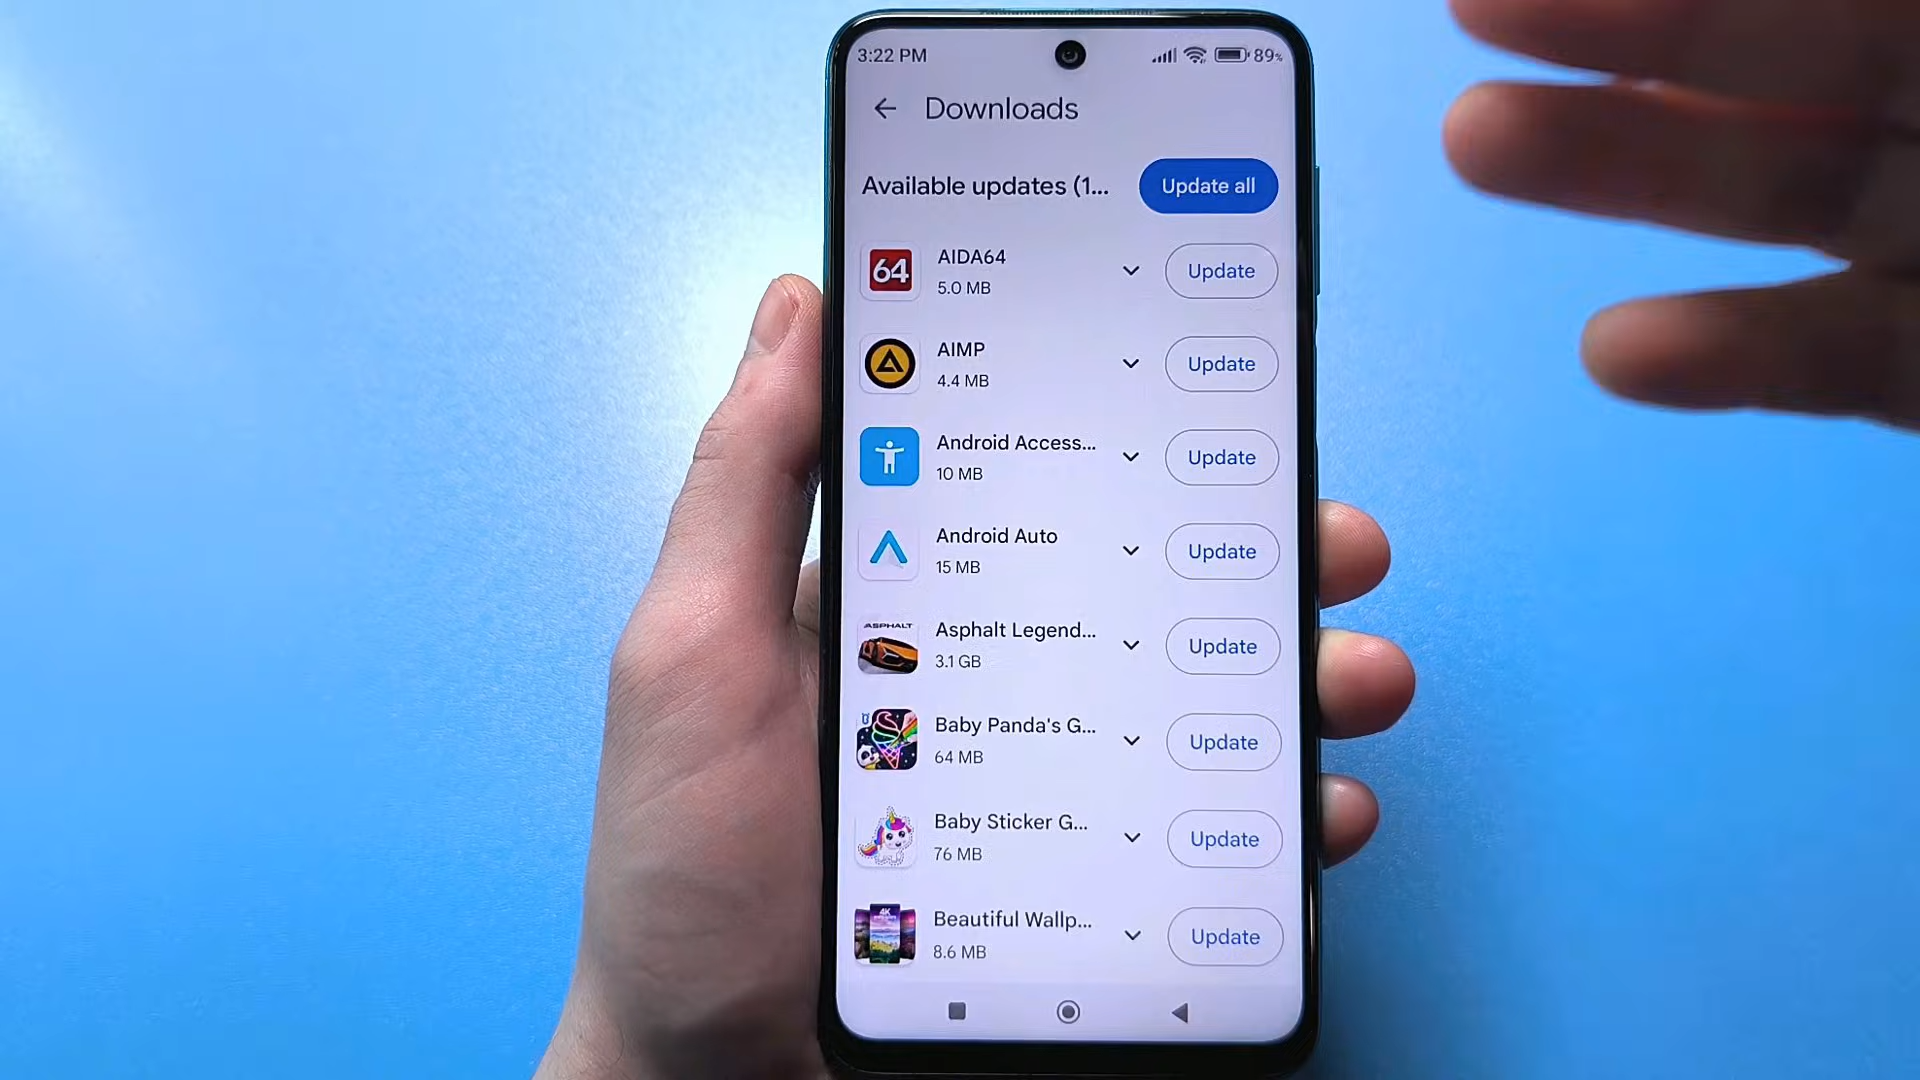 3:22 PM 89%
Downloads
Available updates (1... Update all
64 AIDA64
5.0 MB Update
AIMP
4.4 MB Update
Android Access...
10 MB Update
Android Auto
15 MB Update
ASPHALT Asphalt Legend...
3.1 GB Update
Baby Panda's G...
64 MB Update
Baby Sticker G...
76 MB Update
4K Beautiful Wallp...
8.6 MB Update